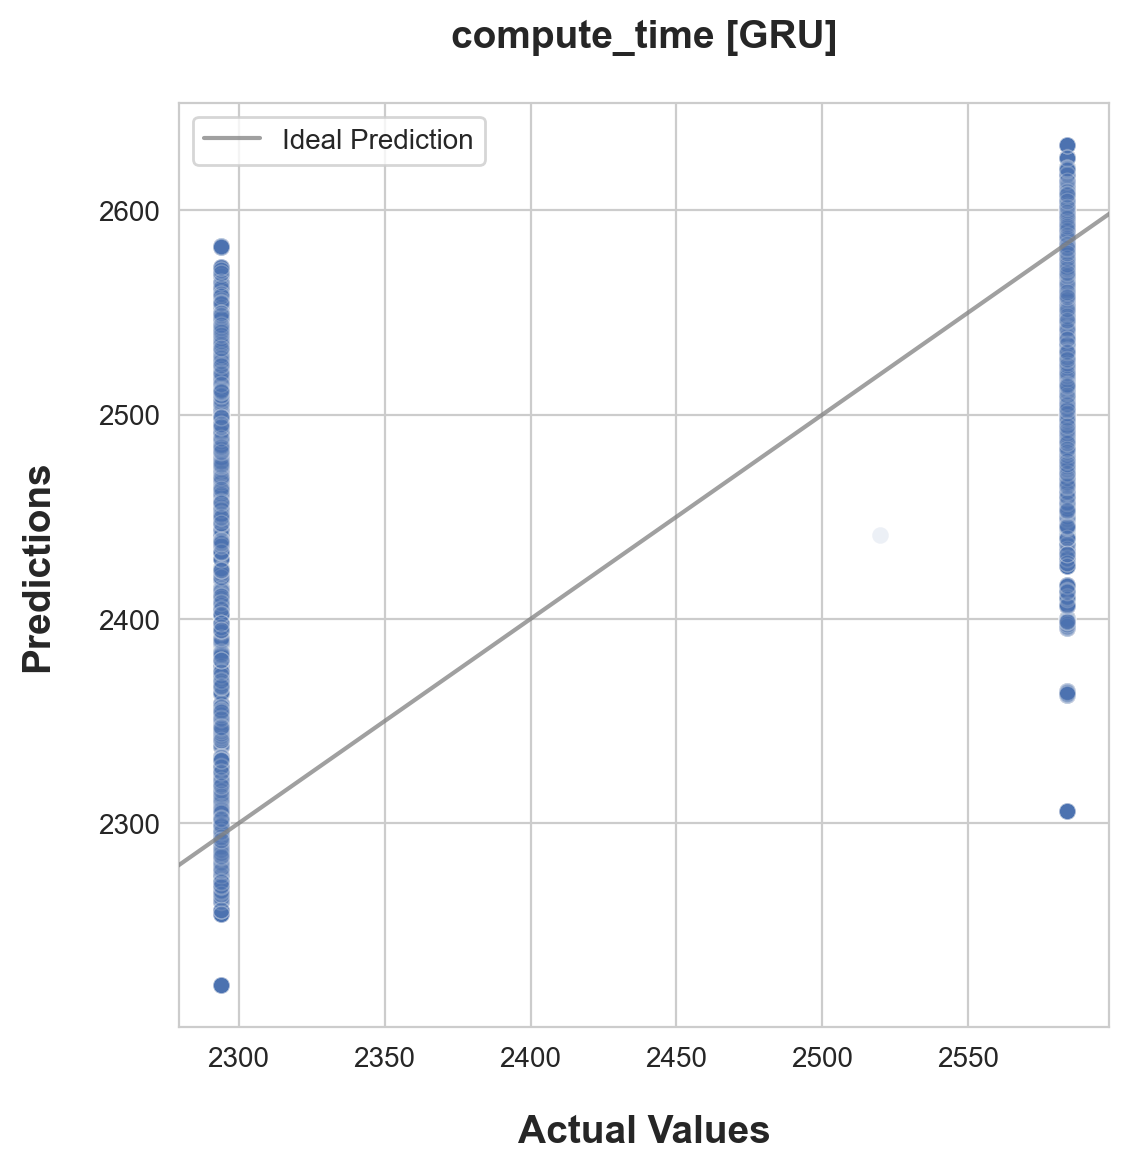 compute_time [GRU]
Ideal Prediction
2600
2500
2400
2300
Predictions
2300 2350 2400 2450 2500 2550
Actual Values